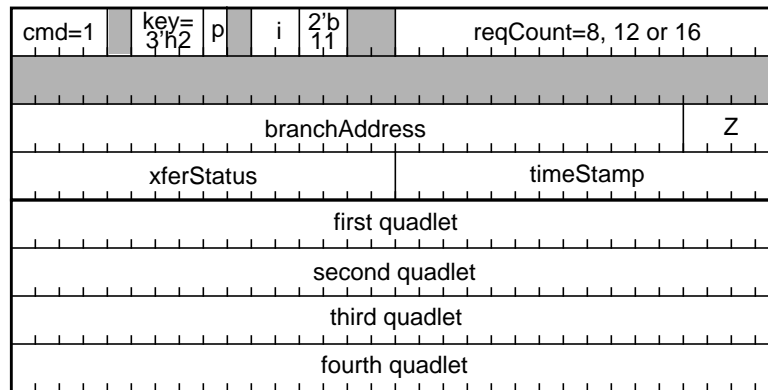 cmd=1 key= 3'h2 p i 2'b 11 reqCount=8, 12 or 16
branchAddress Z
xferStatus timeStamp
first quadlet
second quadlet
third quadlet
fourth quadlet